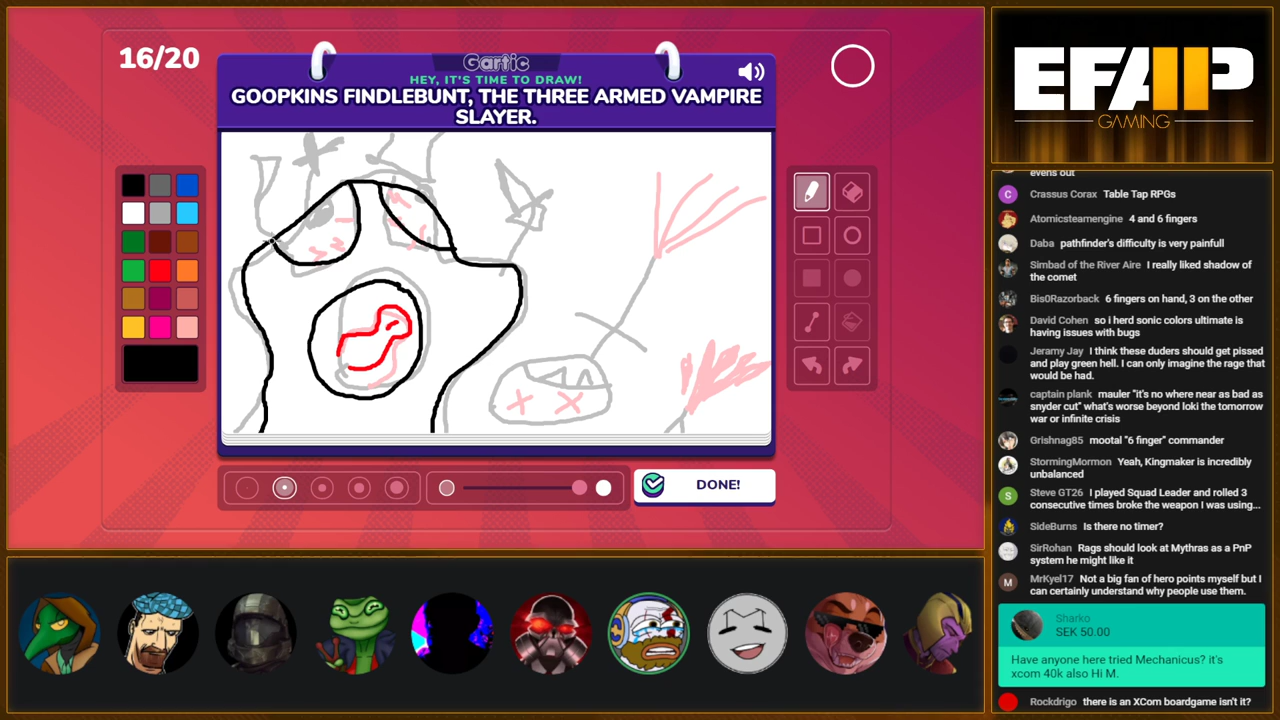 16/20
Gartic
HEY, IT'S TIME TO DRAW!
GOOPKINS FINDLEBUNT, THE THREE ARMED VAMPIRE
SLAYER.
DONE!
EFAP
GAMING
evens out
Crassus Corax Table Tap RPGs
Atomicsteamengine 4 and 6 fingers
Daba pathfinder's difficulty is very painfull
Simbad of the River Aire I really liked shadow of
the comet
Bis0Razorback 6 fingers on hand, 3 on the other
David Cohen so i herd sonic colors ultimate is
having issues with bugs
Jeramy Jay I think these duders should get pissed
and play green hell. I can only imagine the rage that
would be had.
captain plank mauler "it's no where near as bad as
snyder cut" what's worse beyond loki the tomorrow
war or infinite crisis
Grishnag85 mootal "6 finger" commander
StormingMormon Yeah, Kingmaker is incredibly
unbalanced
Steve GT26 I played Squad Leader and rolled 3
consecutive times broke the weapon I was using...
SideBurns Is there no timer?
SirRohan Rags should look at Mythras as a PnP
system he might like it
MrKyel17 Not a big fan of hero points myself but I
can certainly understand why people use them.
Sharko
SEK 50.00
Have anyone here tried Mechanicus? it's
xcom 40k also Hi M.
Rockdrigo there is an XCom boardgame isn't it?